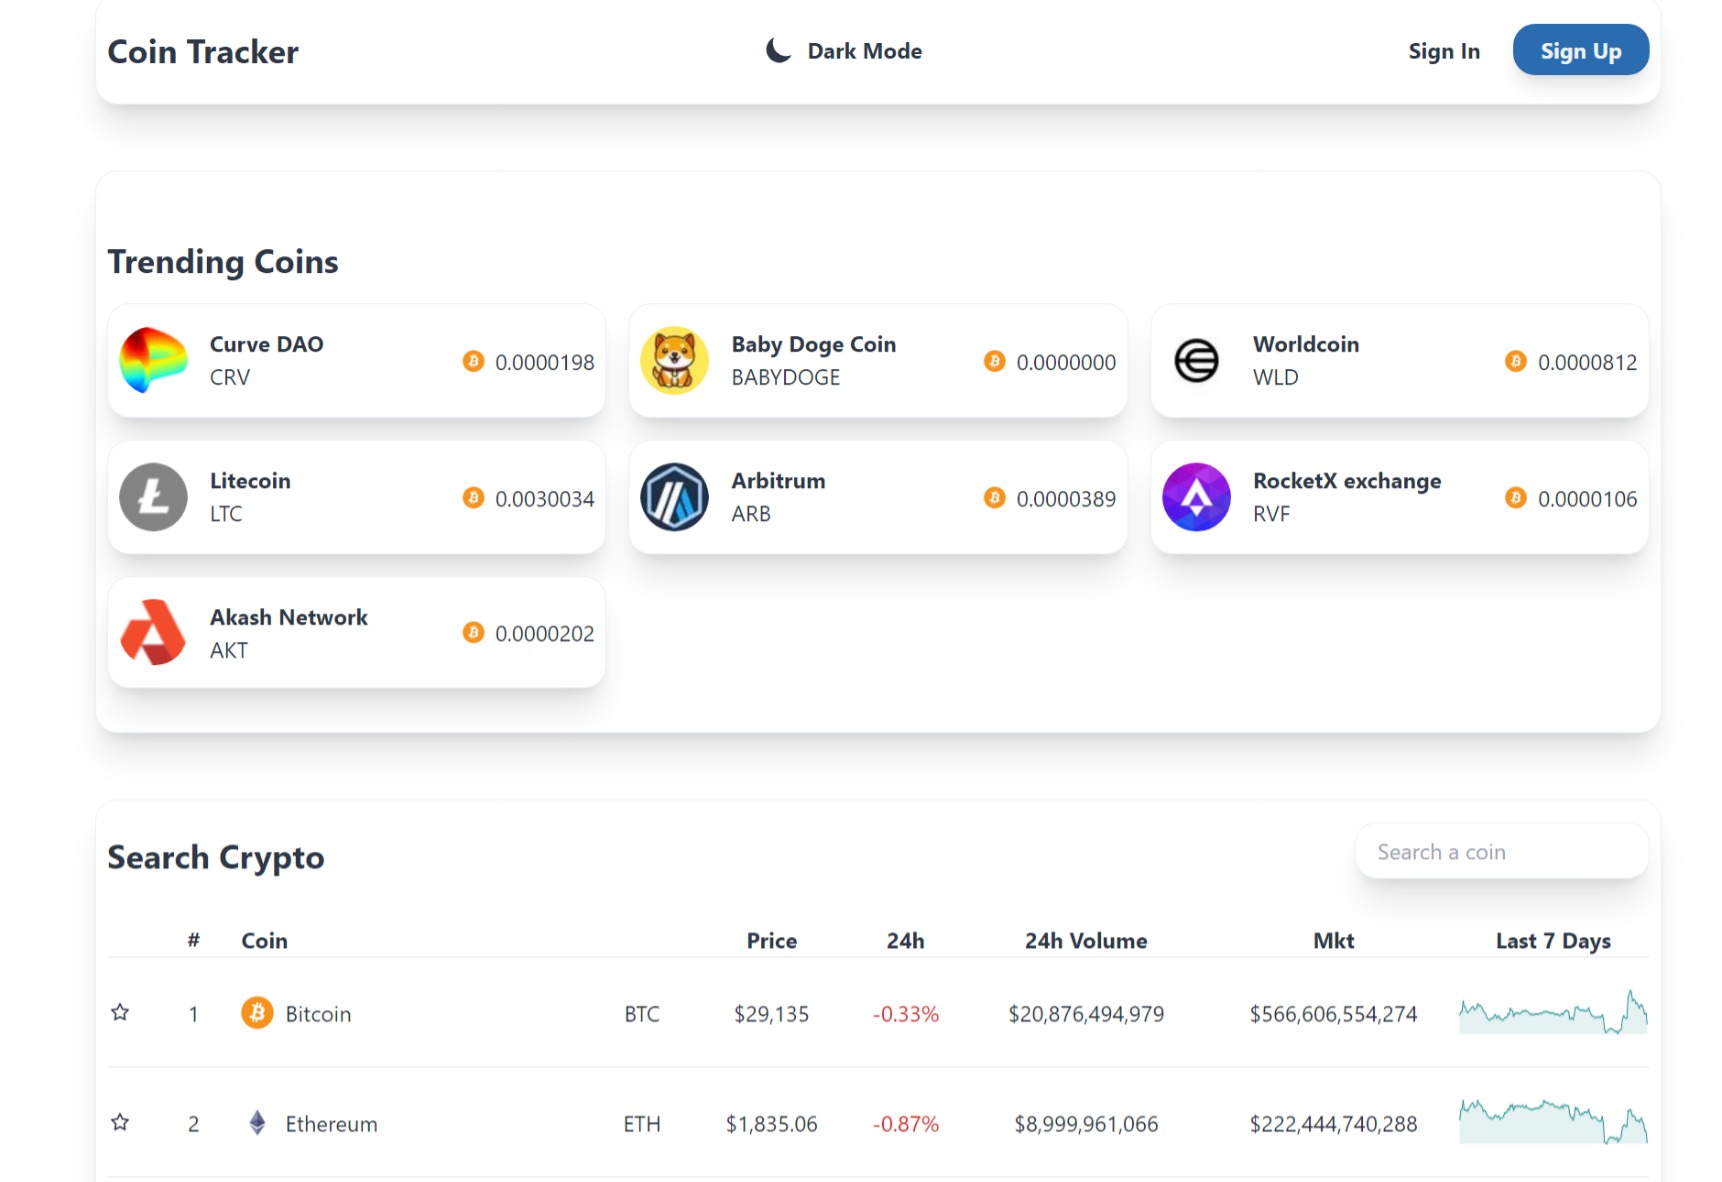 Coin Tracker
Dark Mode
Sign In
Sign Up
Trending Coins
Curve DAO
CRV
0.0000198
Baby Doge Coin
BABYDOGE
0.0000000
Worldcoin
WLD
0.0000812
Litecoin
LTC
0.0030034
Arbitrum
ARB
0.0000389
RocketX exchange
RVF
0.0000106
Akash Network
AKT
0.0000202
Search Crypto
Search a coin
# Coin Price 24h 24h Volume Mkt Last 7 Days
1 Bitcoin BTC $29,135 -0.33% $20,876,494,979 $566,606,554,274
2 Ethereum ETH $1,835.06 -0.87% $8,999,961,066 $222,444,740,288